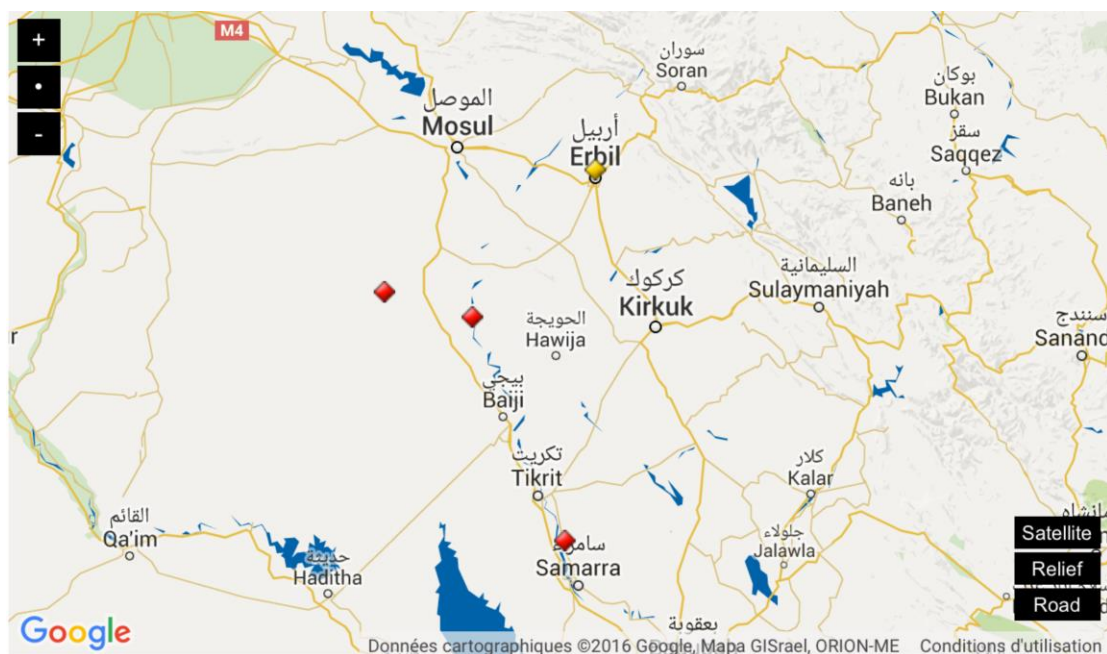 M4
+
•
-
سوران
Soran
بوكان
Bukan
سقز
Saqqez
الموصل
Mosul
أربيل
Erbil
بانه
Baneh
السليمانية
Sulaymaniyah
كركوك
Kirkuk
الحويجة
Hawija
سنندج
Sanand
r
بيجي
Baiji
تكريت
Tikrit
كلار
Kalar
القائم
Qa'im
حديثة
Haditha
جلولاء
Jalawla
Samarra
بعقوبة
Satellite
Relief
Road
Google
Données cartographiques ©2016 Google, Mapa GISrael, ORION-ME Conditions d'utilisation